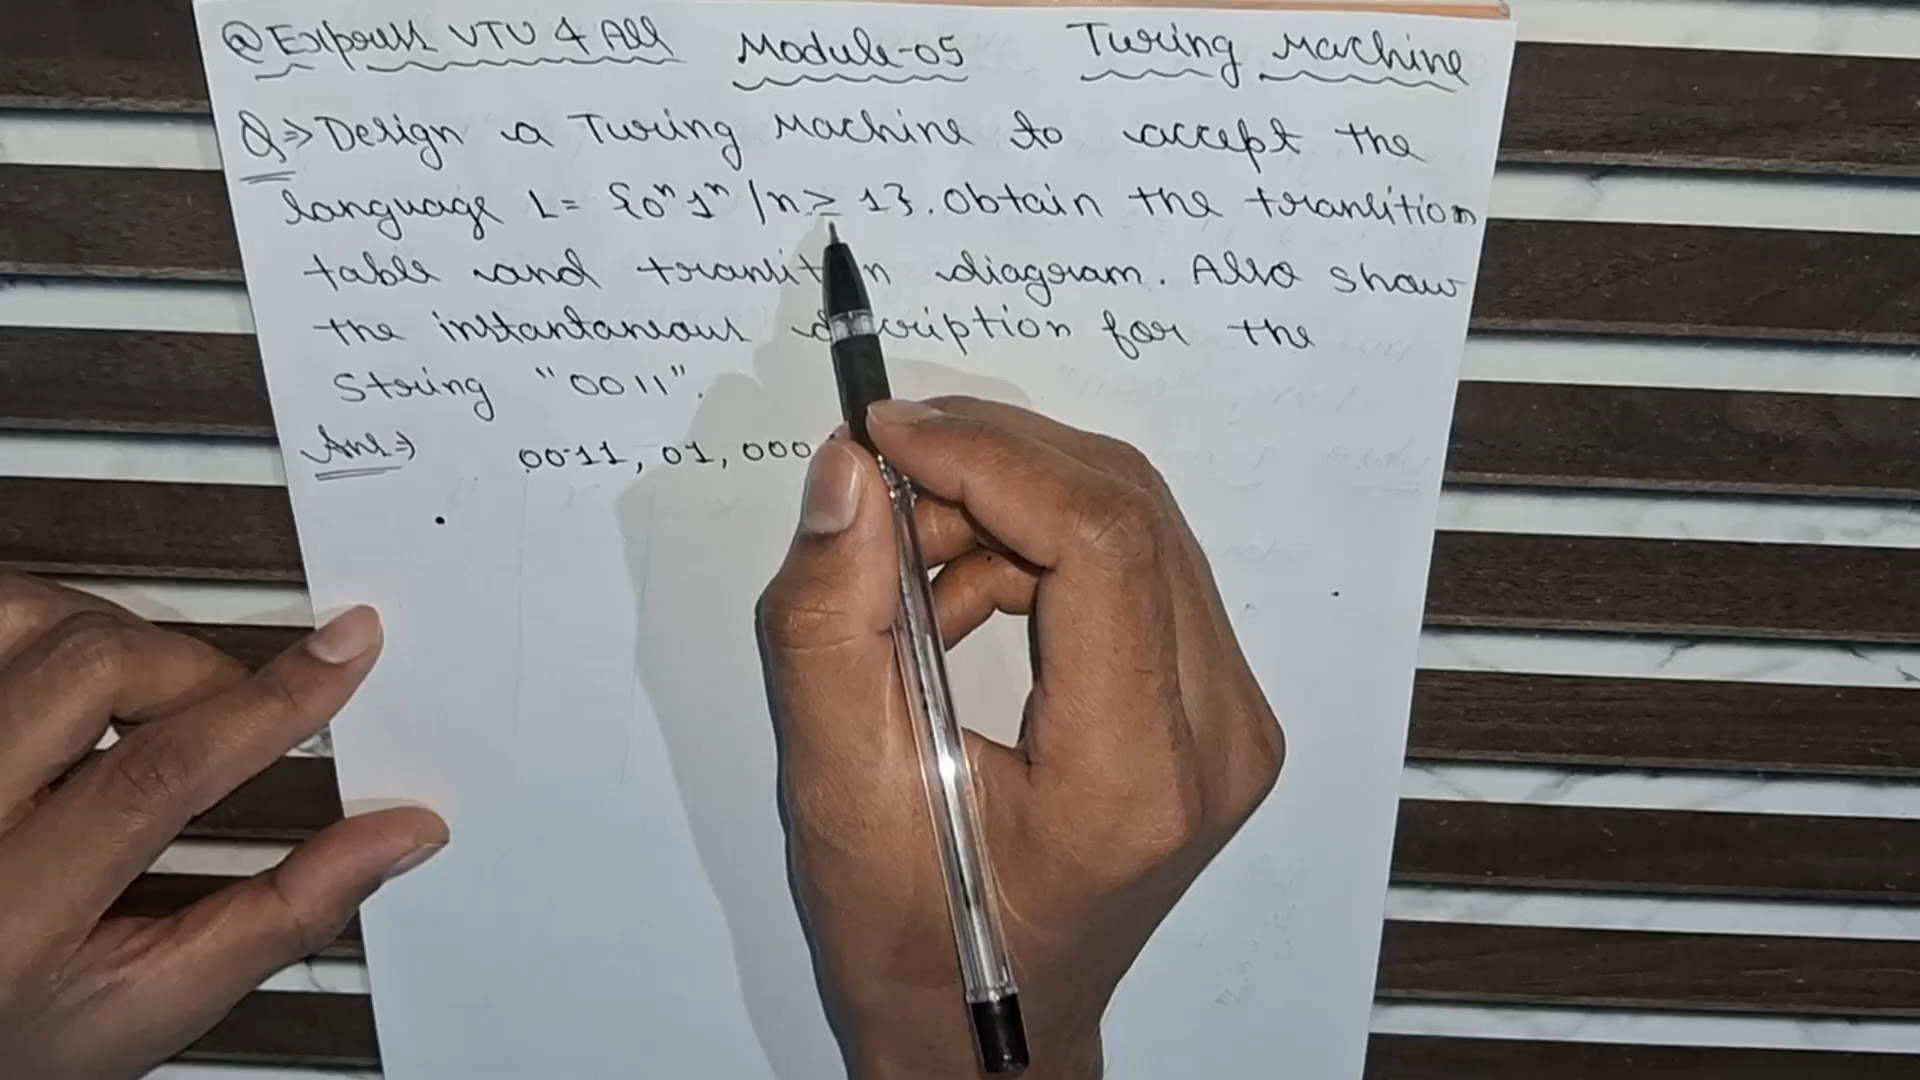 @Express VTU 4 All Module-05 Turing Machine
Q⇒ Design a Turing Machine to accept the
language L = {0ⁿ1ⁿ / n ≥ 1}. Obtain the transition
table and transition diagram. Also show
the instantaneous description for the
string "0011".
Ans⇒ 0011, 01, 000